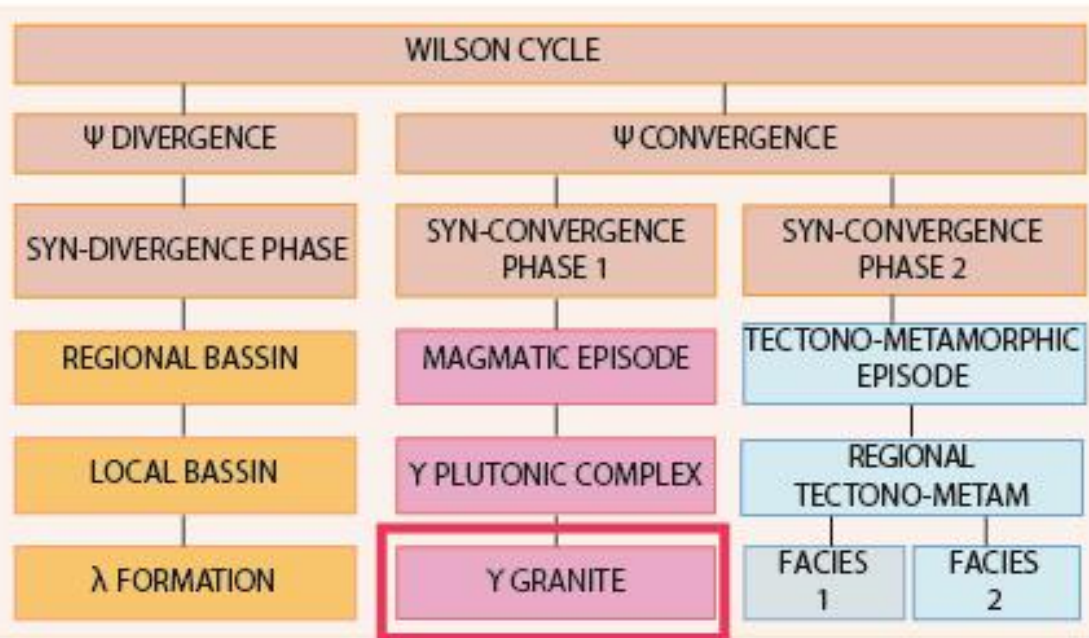 WILSON CYCLE
Ψ DIVERGENCE
Ψ CONVERGENCE
SYN-DIVERGENCE PHASE
SYN-CONVERGENCE
PHASE 1
SYN-CONVERGENCE
PHASE 2
REGIONAL BASSIN
MAGMATIC EPISODE
TECTONO-METAMORPHIC
EPISODE
LOCAL BASSIN
ϒ PLUTONIC COMPLEX
REGIONAL
TECTONO-METAM
λ FORMATION
ϒ GRANITE
FACIES
1
FACIES
2